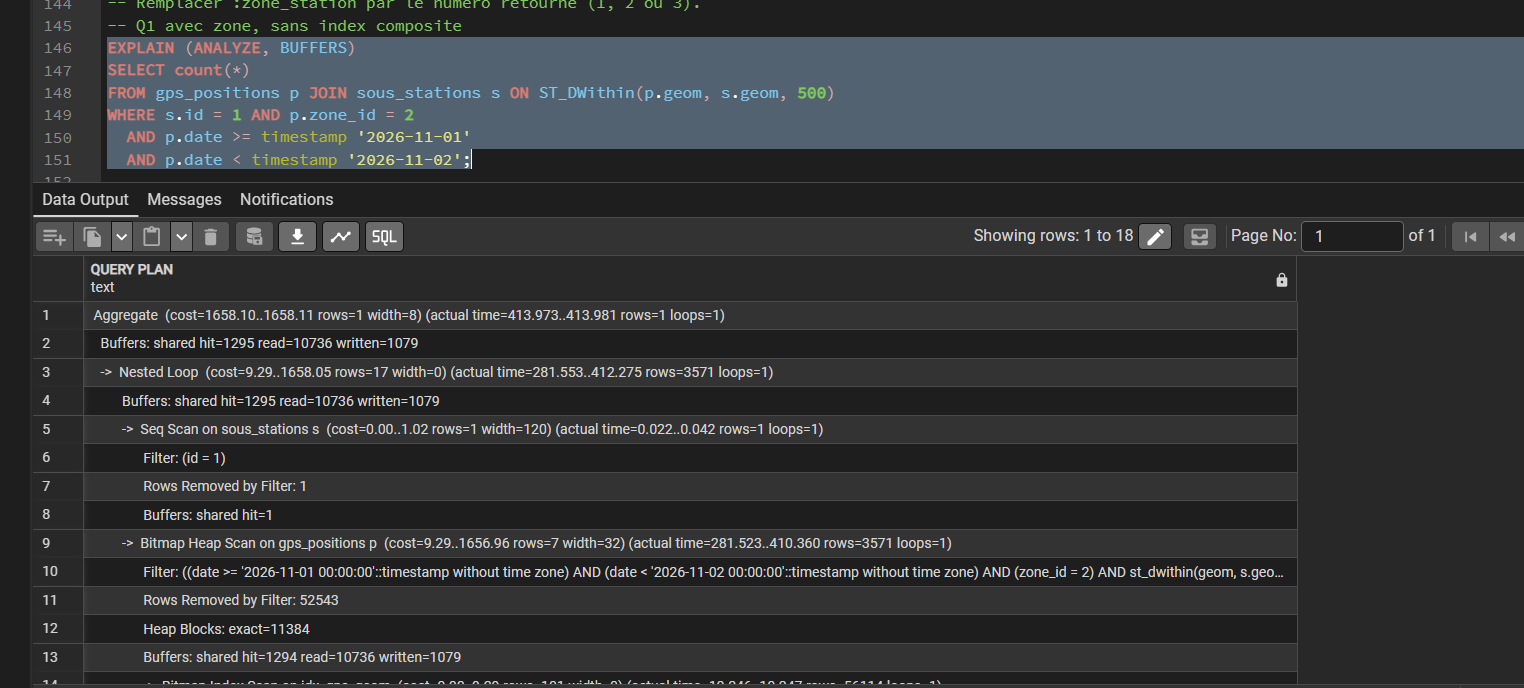 144 -- Remplacer :zone_station par le numero retourne (1, 2 ou 3).
145 -- Q1 avec zone, sans index composite
146 EXPLAIN (ANALYZE, BUFFERS)
147 SELECT count(*)
148 FROM gps_positions p JOIN sous_stations s ON ST_DWithin(p.geom, s.geom, 500)
149 WHERE s.id = 1 AND p.zone_id = 2
150 AND p.date >= timestamp '2026-11-01'
151 AND p.date < timestamp '2026-11-02';
152
Data Output Messages Notifications
SQL Showing rows: 1 to 18 Page No: 1 of 1
QUERY PLAN
text
1 Aggregate (cost=1658.10..1658.11 rows=1 width=8) (actual time=413.973..413.981 rows=1 loops=1)
2 Buffers: shared hit=1295 read=10736 written=1079
3 -> Nested Loop (cost=9.29..1658.05 rows=17 width=0) (actual time=281.553..412.275 rows=3571 loops=1)
4 Buffers: shared hit=1295 read=10736 written=1079
5 -> Seq Scan on sous_stations s (cost=0.00..1.02 rows=1 width=120) (actual time=0.022..0.042 rows=1 loops=1)
6 Filter: (id = 1)
7 Rows Removed by Filter: 1
8 Buffers: shared hit=1
9 -> Bitmap Heap Scan on gps_positions p (cost=9.29..1656.96 rows=7 width=32) (actual time=281.523..410.360 rows=3571 loops=1)
10 Filter: ((date >= '2026-11-01 00:00:00'::timestamp without time zone) AND (date < '2026-11-02 00:00:00'::timestamp without time zone) AND (zone_id = 2) AND st_dwithin(geom, s.geo...
11 Rows Removed by Filter: 52543
12 Heap Blocks: exact=11384
13 Buffers: shared hit=1294 read=10736 written=1079
14 -> Bitmap Index Scan on idx_gps_geom